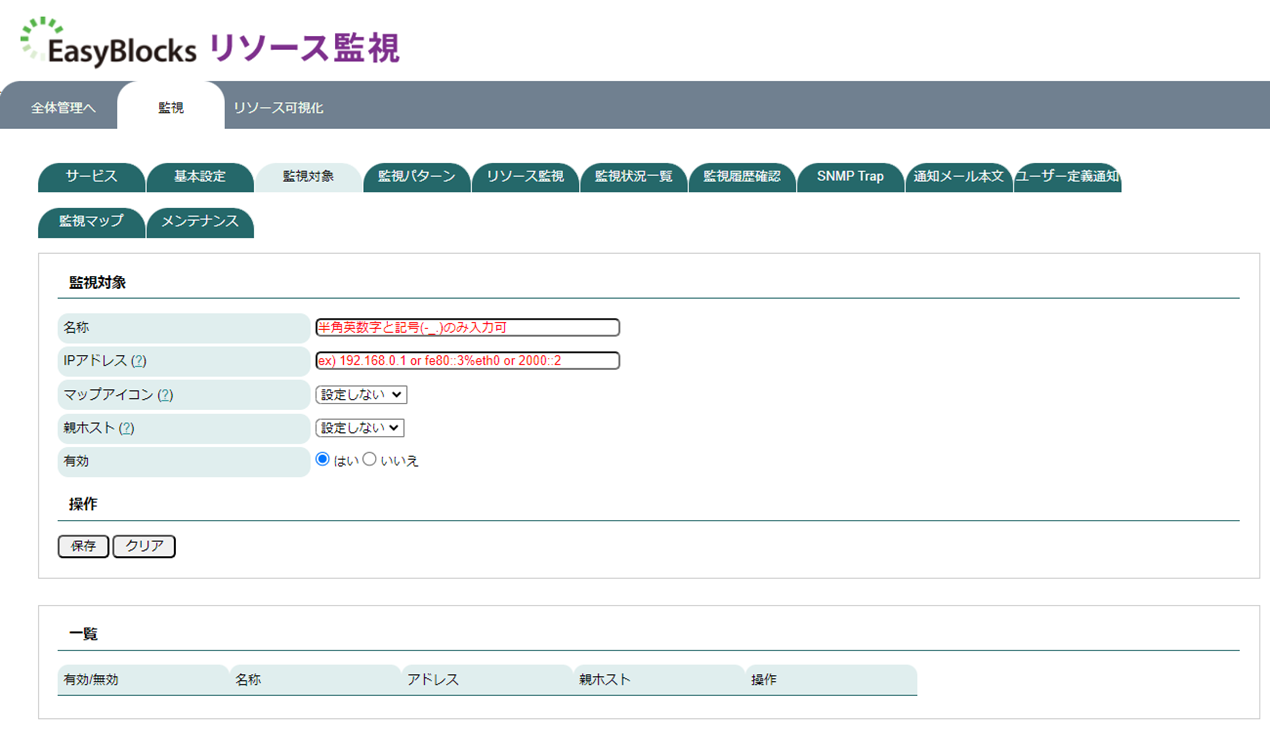 EasyBlocks リソース監視
全体管理へ 監視 リソース可視化
サービス 基本設定 監視対象 監視パターン リソース監視 監視状況一覧 監視履歴確認 SNMP Trap 通知メール本文 ユーザー定義通知
監視マップ メンテナンス
監視対象
名称 半角英数字と記号(-_.)のみ入力可
IPアドレス (?) ex) 192.168.0.1 or fe80::3%eth0 or 2000::2
マップアイコン (?) 設定しない
親ホスト (?) 設定しない
有効 はい いいえ
操作
保存 クリア
一覧
有効/無効 名称 アドレス 親ホスト 操作